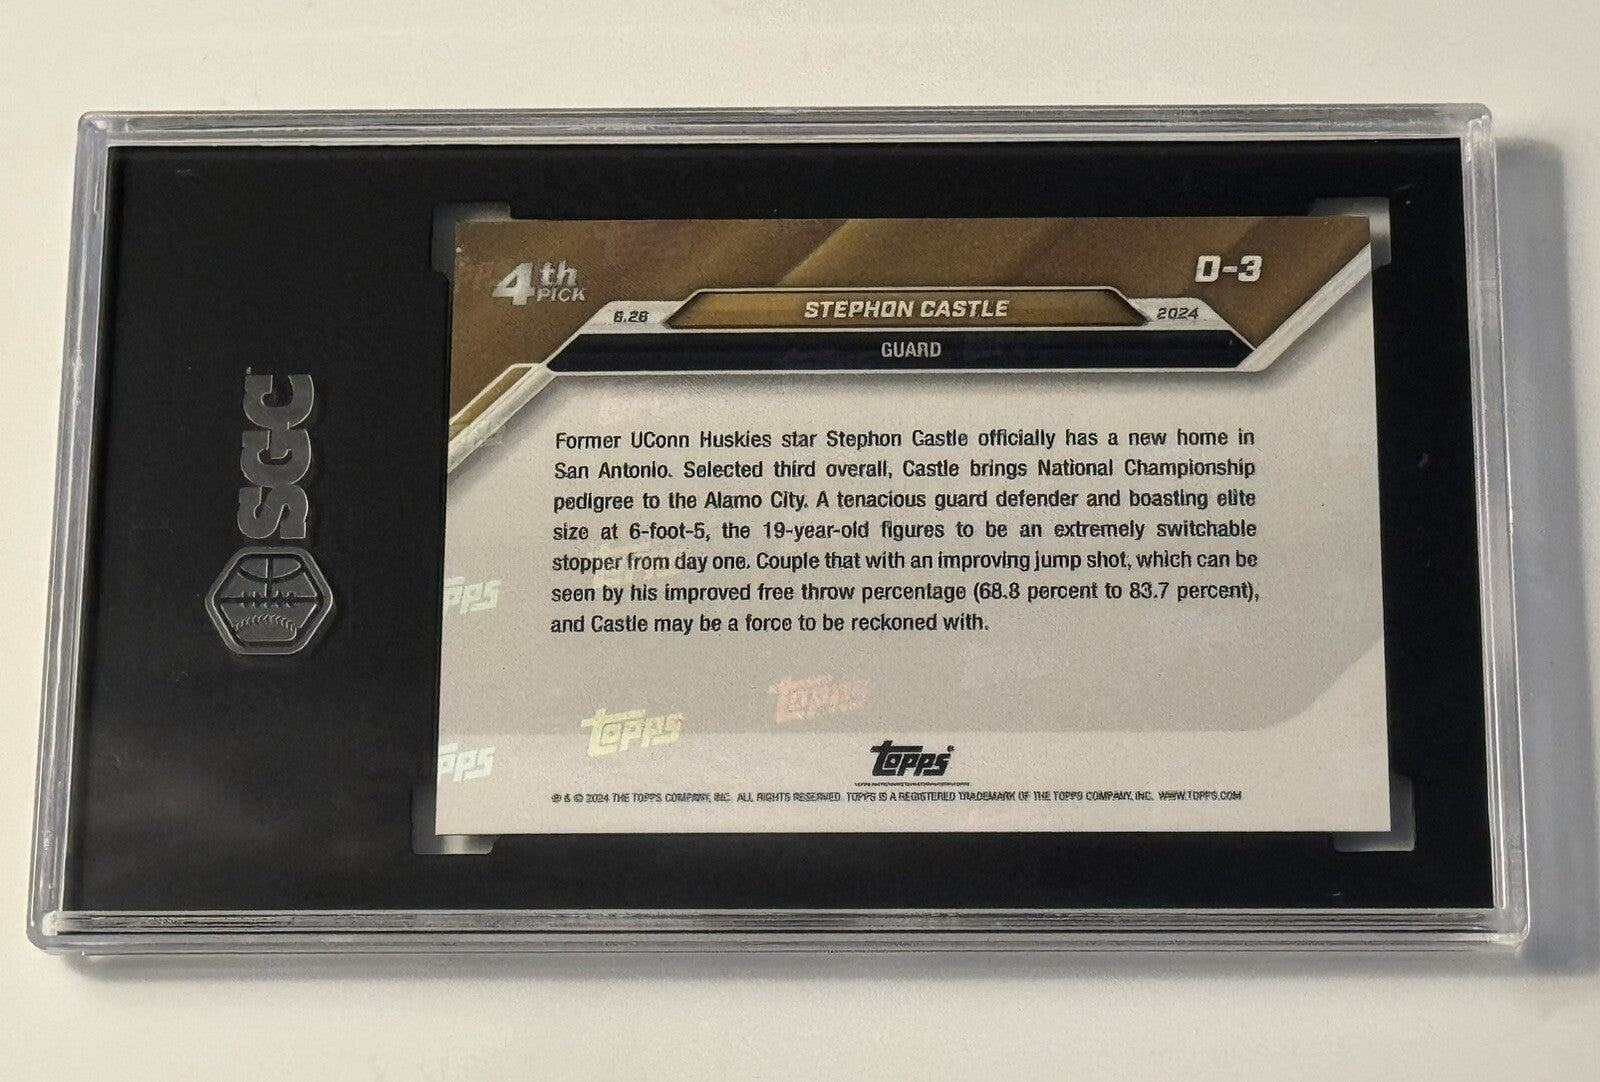 SGC
4th
PICK
D-3
6.26
STEPHON CASTLE
2024
GUARD
Former UConn Huskies star Stephon Castle officially has a new home in
San Antonio. Selected third overall, Castle brings National Championship
pedigree to the Alamo City. A tenacious guard defender and boasting elite
size at 6-foot-5, the 19-year-old figures to be an extremely switchable
stopper from day one. Couple that with an improving jump shot, which can be
seen by his improved free throw percentage (68.8 percent to 83.7 percent),
and Castle may be a force to be reckoned with.
Topps
Topps
Topps
Topps
Topps
® & © 2024 THE TOPPS COMPANY, INC. ALL RIGHTS RESERVED. TOPPS IS A REGISTERED TRADEMARK OF THE TOPPS COMPANY, INC. WWW.TOPPS.COM